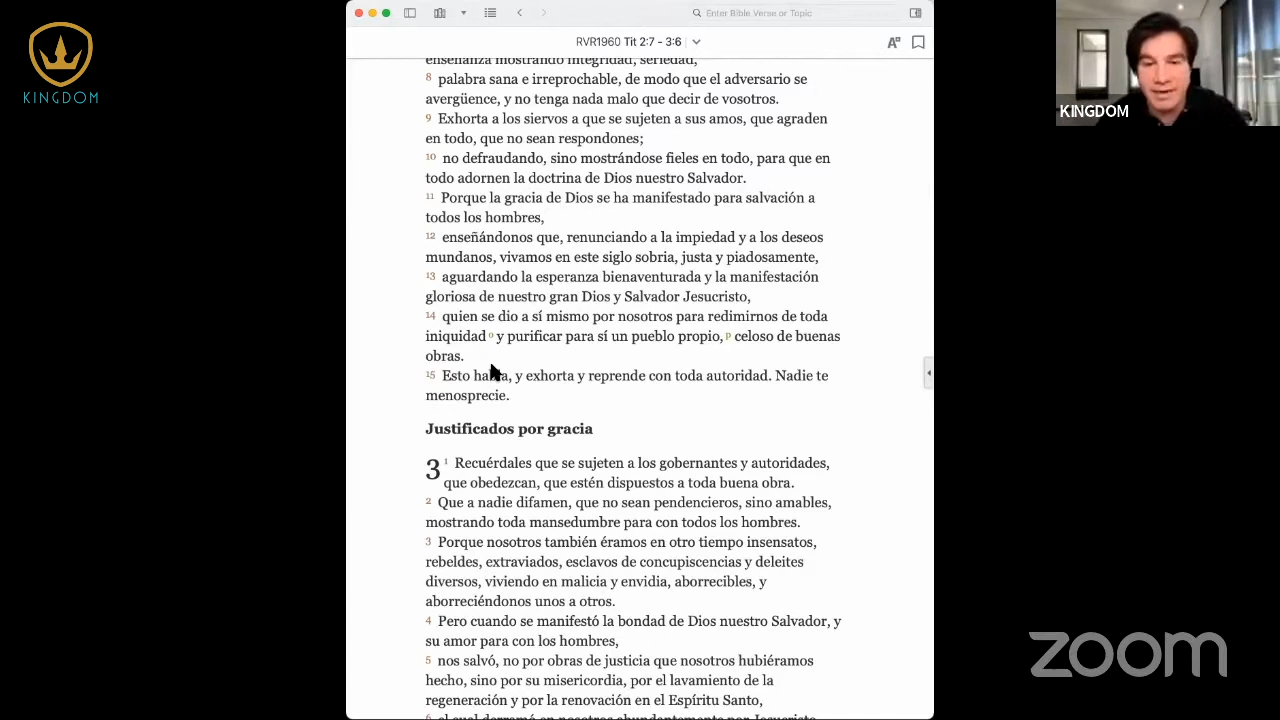 KINGDOM
Enter Bible Verse or Topic
RVR1960 Tit 2:7 - 3:6
enseñanza mostrando integridad, seriedad,
8 palabra sana e irreprochable, de modo que el adversario se
avergüence, y no tenga nada malo que decir de vosotros.
9 Exhorta a los siervos a que se sujeten a sus amos, que agraden
en todo, que no sean respondones;
10 no defraudando, sino mostrándose fieles en todo, para que en
todo adornen la doctrina de Dios nuestro Salvador.
11 Porque la gracia de Dios se ha manifestado para salvación a
todos los hombres,
12 enseñándonos que, renunciando a la impiedad y a los deseos
mundanos, vivamos en este siglo sobria, justa y piadosamente,
13 aguardando la esperanza bienaventurada y la manifestación
gloriosa de nuestro gran Dios y Salvador Jesucristo,
14 quien se dio a sí mismo por nosotros para redimirnos de toda
iniquidad o y purificar para sí un pueblo propio, p celoso de buenas
obras.
15 Esto habla, y exhorta y reprende con toda autoridad. Nadie te
menosprecie.
Justificados por gracia
3 1 Recuérdales que se sujeten a los gobernantes y autoridades,
que obedezcan, que estén dispuestos a toda buena obra.
2 Que a nadie difamen, que no sean pendencieros, sino amables,
mostrando toda mansedumbre para con todos los hombres.
3 Porque nosotros también éramos en otro tiempo insensatos,
rebeldes, extraviados, esclavos de concupiscencias y deleites
diversos, viviendo en malicia y envidia, aborrecibles, y
aborreciéndonos unos a otros.
4 Pero cuando se manifestó la bondad de Dios nuestro Salvador, y
su amor para con los hombres,
5 nos salvó, no por obras de justicia que nosotros hubiéramos
hecho, sino por su misericordia, por el lavamiento de la
regeneración y por la renovación en el Espíritu Santo,
6 el cual derramó en nosotros abundantemente por Jesucristo
KINGDOM
zoom